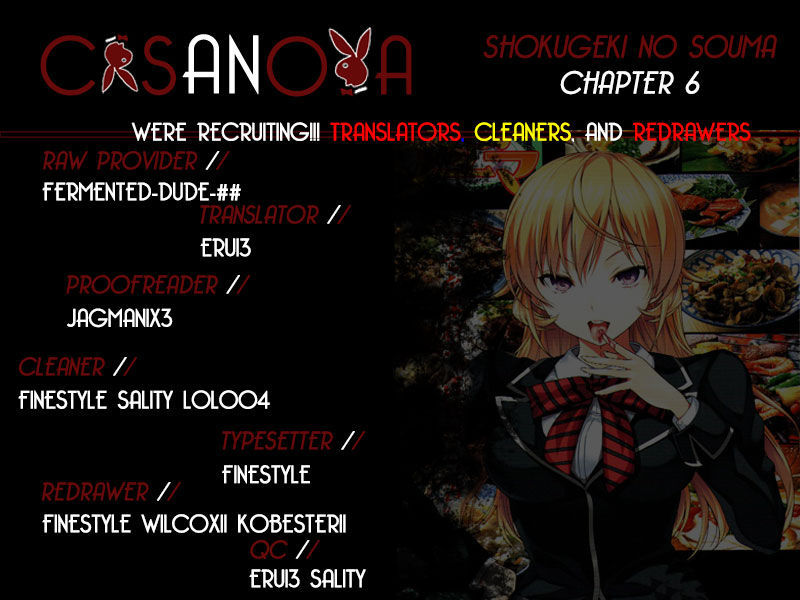 CASANOVA
SHOKUGEKI NO SOUMA
CHAPTER 6
WERE RECRUITING!!! TRANSLATORS, CLEANERS, AND REDRAWERS
RAW PROVIDER //
FERMENTED-DUDE-##
TRANSLATOR //
ERUI3
PROOFREADER //
JAGMANIX3
CLEANER //
FINESTYLE SALITY LOLOO4
TYPESETTER //
FINESTYLE
REDRAWER //
FINESTYLE WILCOXII KOBESTERII
QC //
ERUI3 SALITY